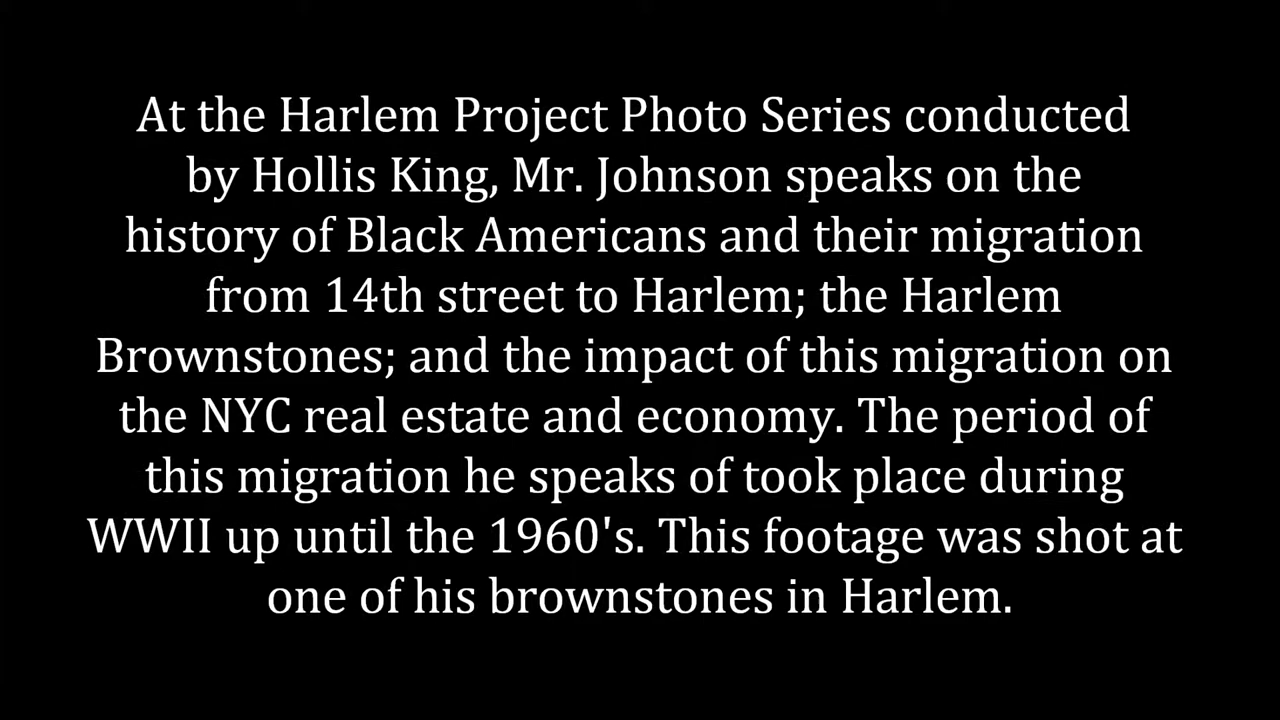 At the Harlem Project Photo Series conducted
by Hollis King, Mr. Johnson speaks on the
history of Black Americans and their migration
from 14th street to Harlem; the Harlem
Brownstones; and the impact of this migration on
the NYC real estate and economy. The period of
this migration he speaks of took place during
WWII up until the 1960's. This footage was shot at
one of his brownstones in Harlem.